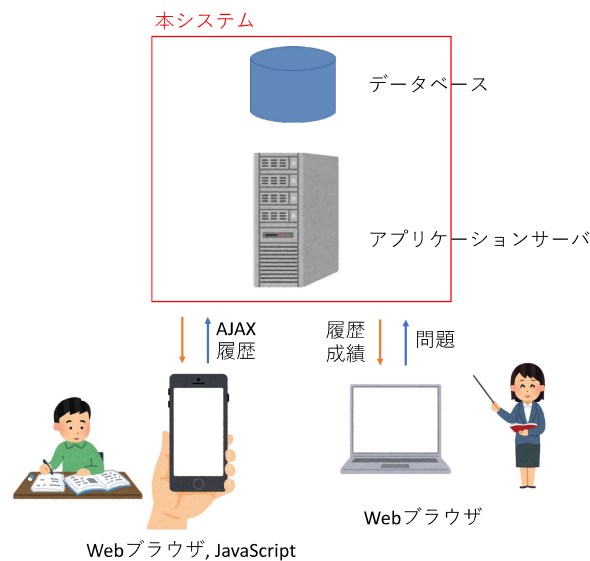 本システム
データベース
アプリケーションサーバ
AJAX
履歴
履歴
成績
問題
Webブラウザ
Webブラウザ, JavaScript